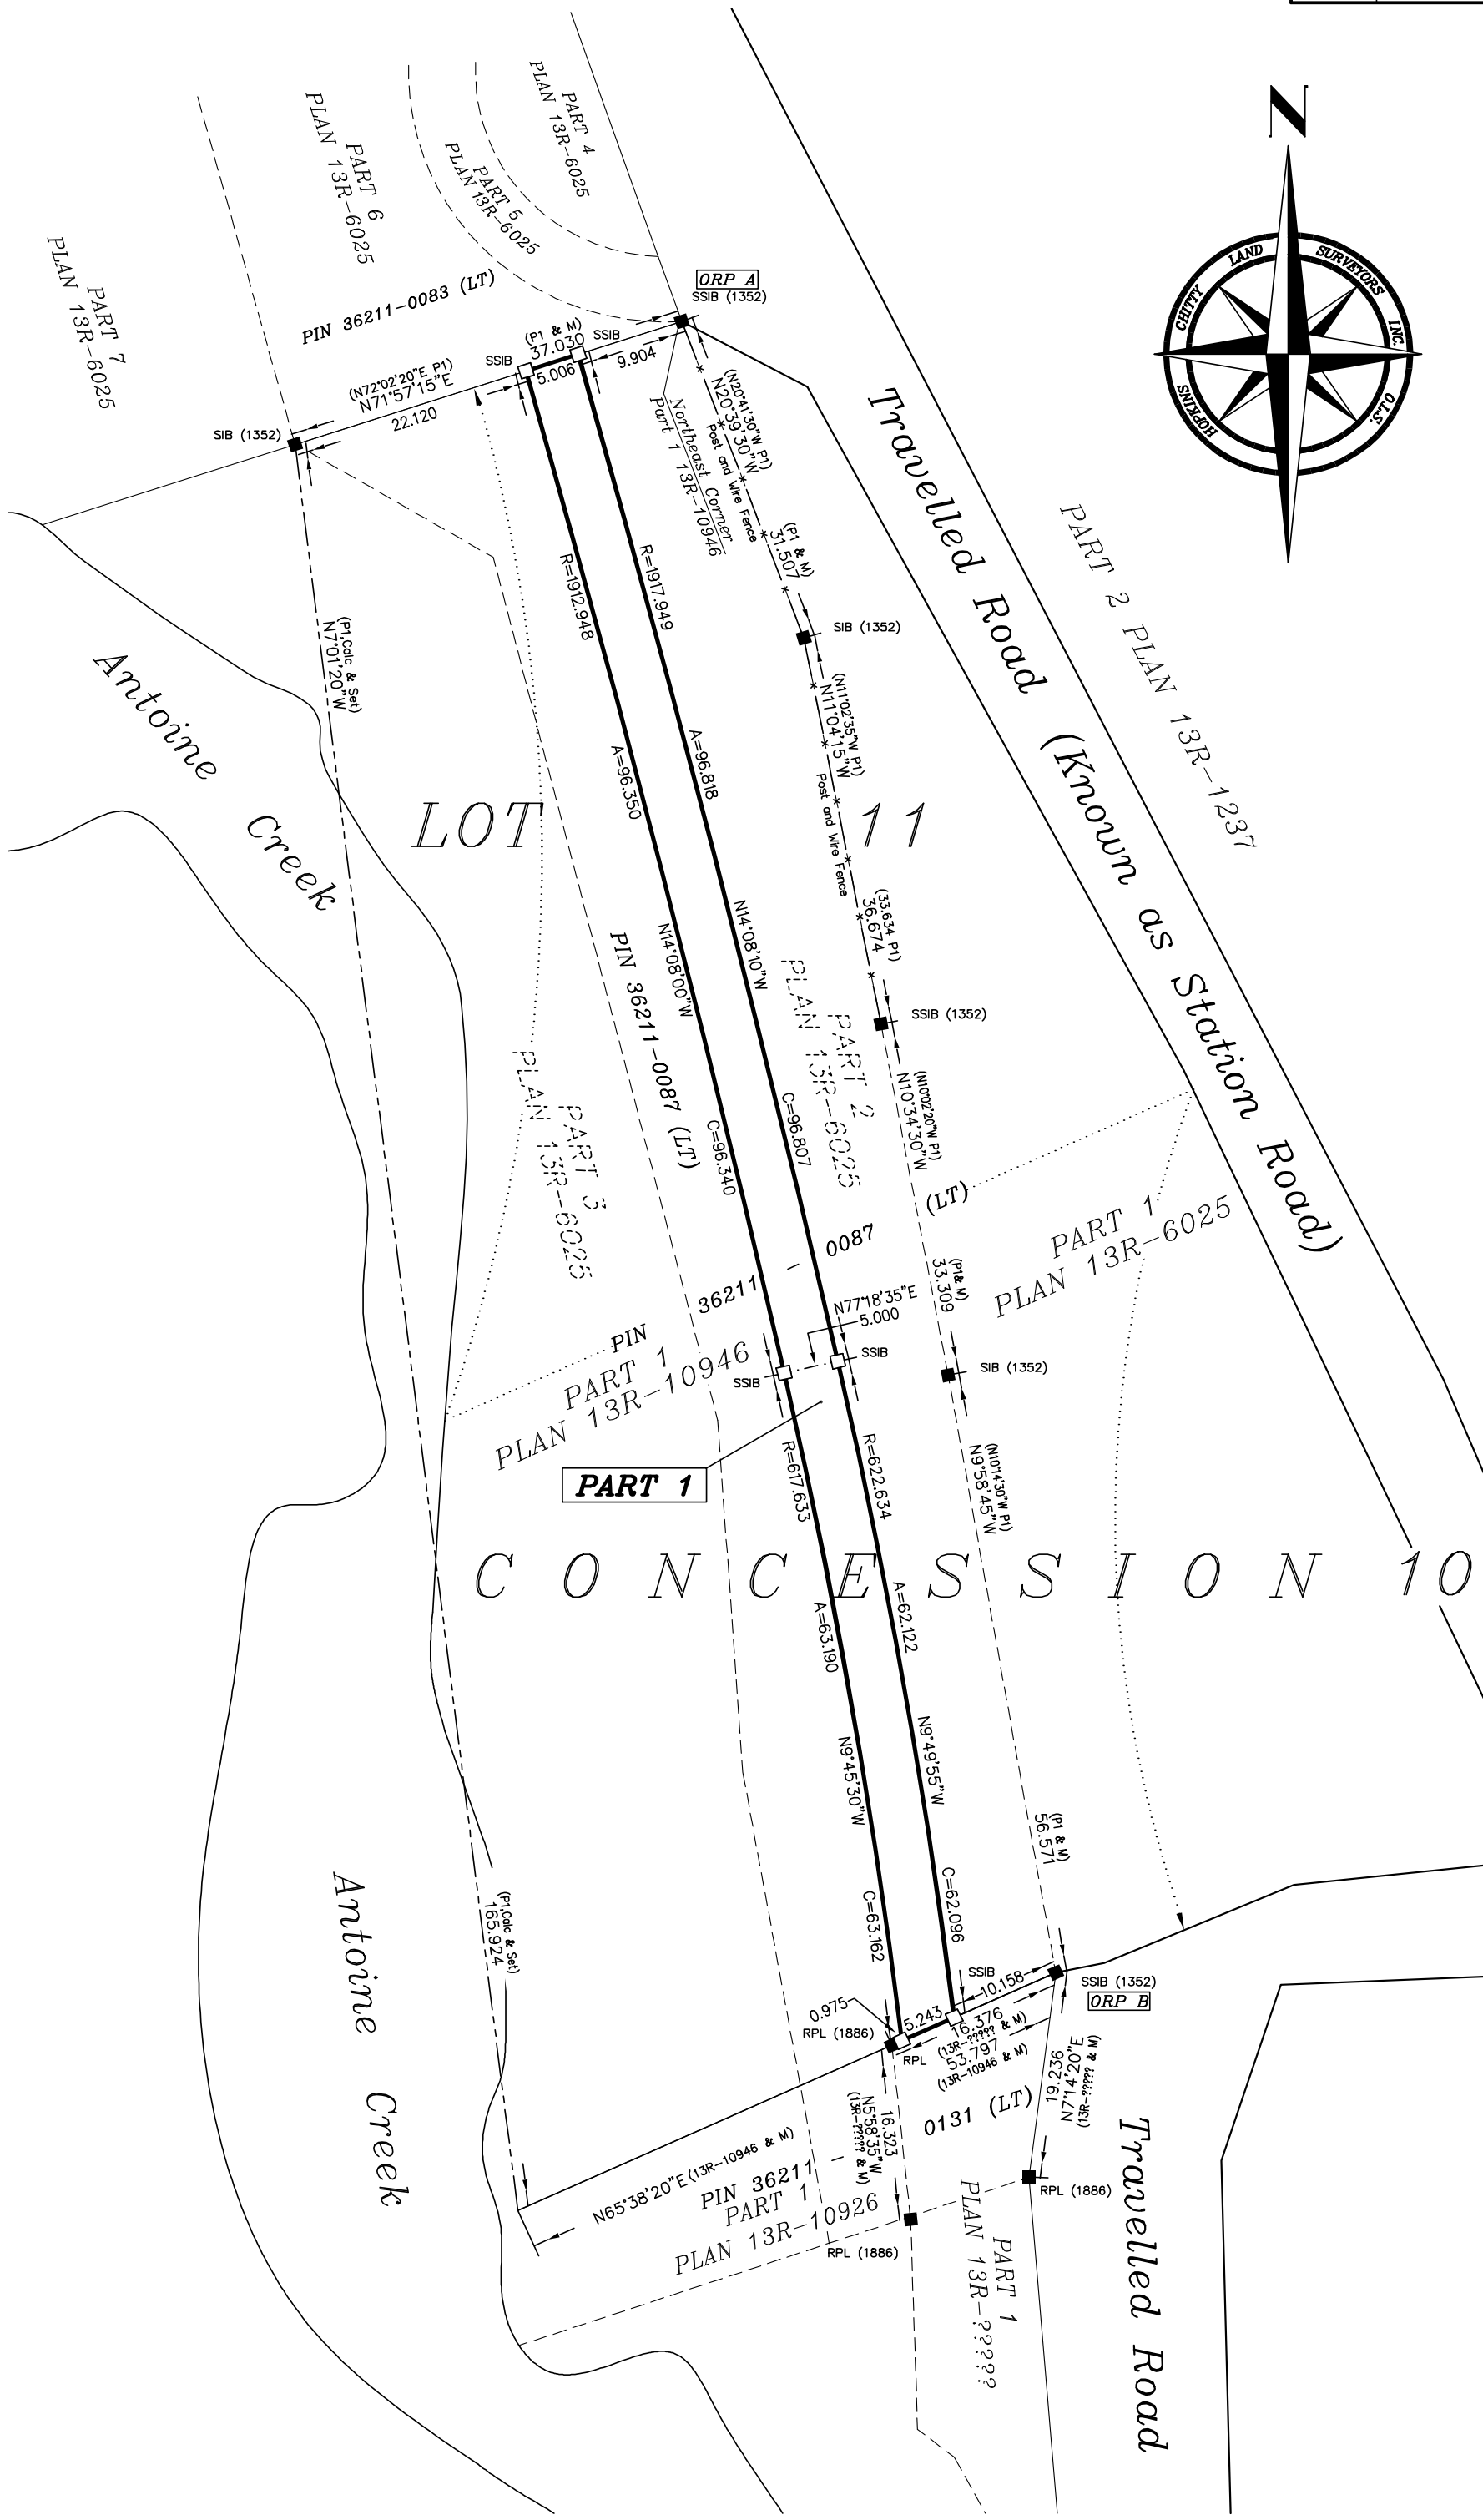 N
CHITTY
LAND
SURVEYORS
INC.
HOPKINS
O.L.S.
PART 4
PLAN 13R-6025
PART 5
PLAN 13R-6025
PART 6
PLAN 13R-6025
PART 7
PLAN 13R-6025
PIN 36211-0083 (LT)
ORP A
SSIB (1352)
(P1 & M)
37.030
SSIB
SSIB
5.006
9.904
(N72°02'20"E P1)
N71°57'15"E
22.120
SIB (1352)
(N20°41'30"W P1)
N20°39'30"W
Post and Wire Fence
Northeast Corner
Part 1 13R-10946
(P1 & M)
31.507
SIB (1352)
Travelled Road (Known as Station Road)
PART 2 PLAN 13R-1237
R=1912.948
R=1917.949
(P1,Calc & Set)
N7°01'20"W
(N11°02'35"W P1)
N11°04'15"W
Post and Wire Fence
Antoine Creek
A=96.350
A=96.818
LOT 11
(33.634 P1)
36.674
N14°08'00"W
N14°08'10"W
PIN 36211-0087 (LT)
PART 2
PLAN 13R-6025
SSIB (1352)
PART 3
PLAN 13R-6025
(N10°02'20"W P1)
N10°34'30"W
C=96.340
C=96.807
PIN 36211 - 0087 (LT)
PART 1
PLAN 13R-6025
(P1& M)
33.309
N77°18'35"E
5.000
SSIB
SSIB
SIB (1352)
PART 1
PLAN 13R-10946
PART 1
R=617.633
R=622.634
(N10°14'30"W P1)
N9°58'45"W
CONCESSION 10
A=63.190
A=62.122
N9°45'30"W
N9°49'55"W
(P1 & M)
56.571
Antoine Creek
(P1,Calc & Set)
165.924
C=63.162
C=62.096
SSIB
10.158
SSIB (1352)
ORP B
0.975
RPL (1886)
5.243
RPL
16.376
(13R-????? & M)
53.797
(13R-10946 & M)
19.236
N7°14'20"E
(13R-????? & M)
16.323
N5°58'35"W
(13R-????? & M)
N65°38'20"E (13R-10946 & M)
PIN 36211 - 0131 (LT)
PART 1
PLAN 13R-10926
RPL (1886)
RPL (1886)
PART 1
PLAN 13R-?????
Travelled Road